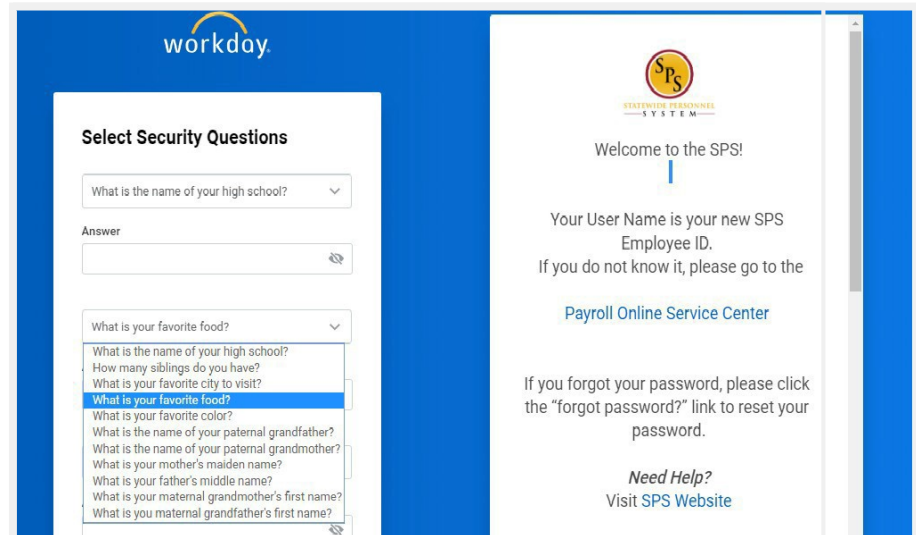 workday.
Select Security Questions
What is the name of your high school?
Answer
What is your favorite food?
What is the name of your high school?
How many siblings do you have?
What is your favorite city to visit?
What is your favorite food?
What is your favorite color?
What is the name of your paternal grandfather?
What is the name of your paternal grandmother?
What is your mother's maiden name?
What is your father's middle name?
What is your maternal grandmother's first name?
What is you maternal grandfather's first name?
SPS
STATEWIDE PERSONNEL
SYSTEM
Welcome to the SPS!
Your User Name is your new SPS
Employee ID.
If you do not know it, please go to the
Payroll Online Service Center
If you forgot your password, please click
the “forgot password?” link to reset your
password.
Need Help?
Visit SPS Website